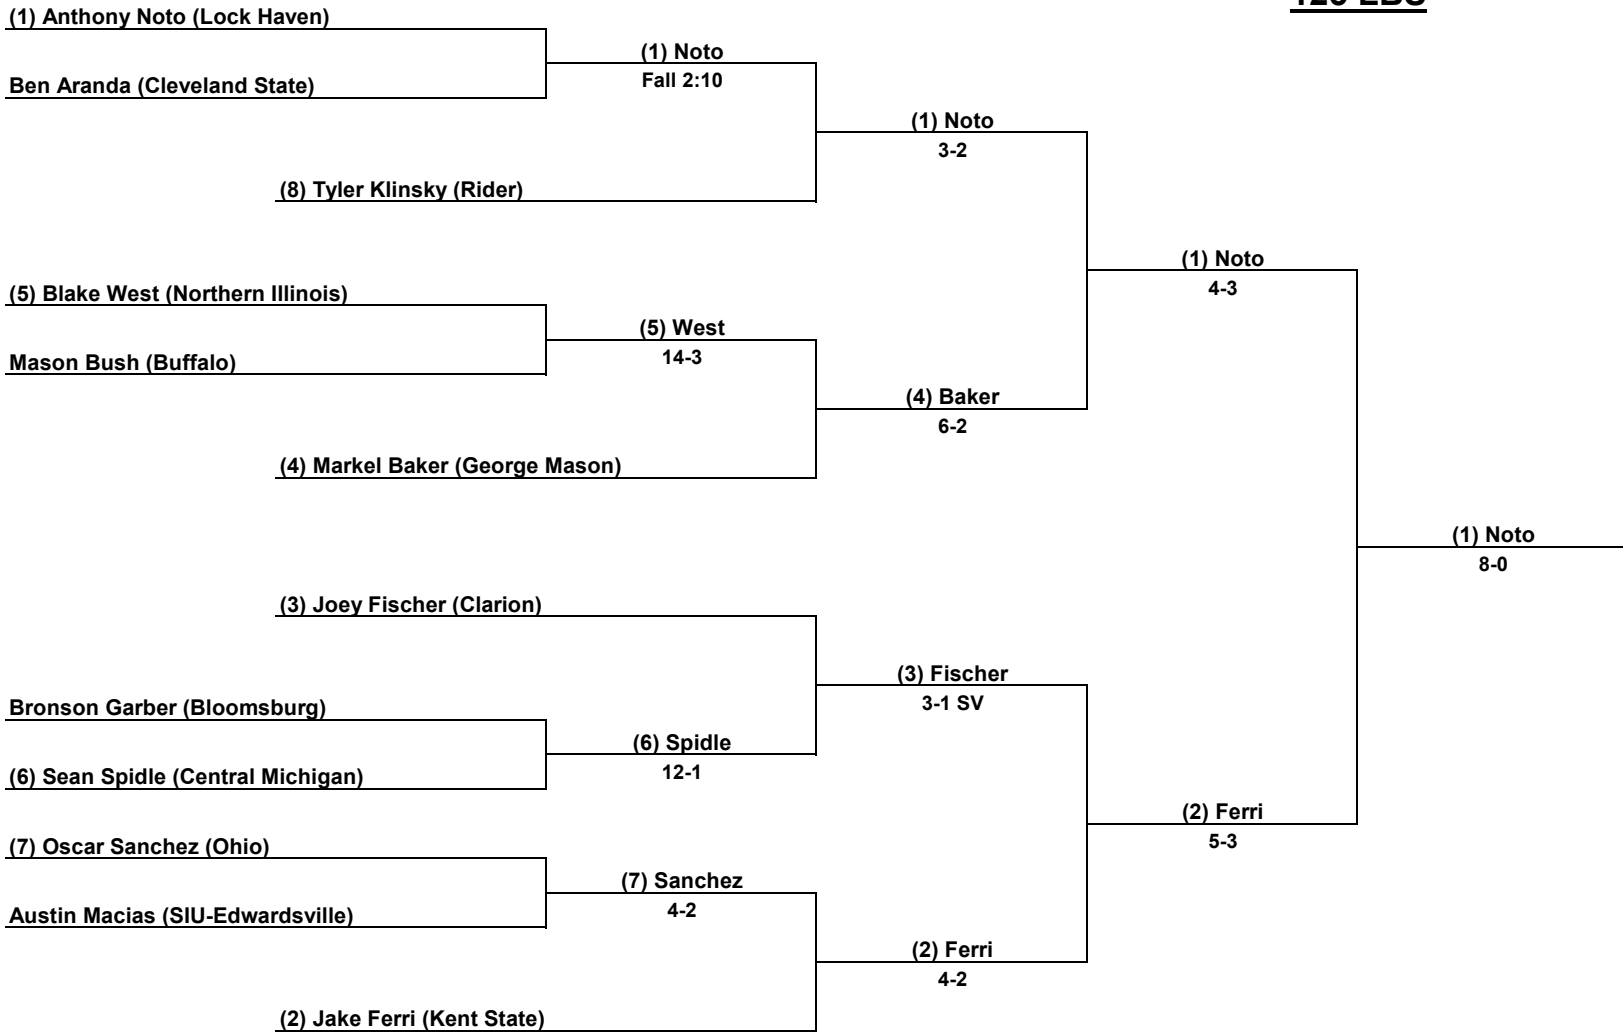 125 LBS
(1) Anthony Noto (Lock Haven)
(1) Noto
Fall 2:10
Ben Aranda (Cleveland State)
(1) Noto
3-2
(8) Tyler Klinsky (Rider)
(1) Noto
4-3
(5) Blake West (Northern Illinois)
(5) West
14-3
Mason Bush (Buffalo)
(4) Baker
6-2
(4) Markel Baker (George Mason)
(1) Noto
8-0
(3) Joey Fischer (Clarion)
(3) Fischer
3-1 SV
Bronson Garber (Bloomsburg)
(6) Spidle
12-1
(6) Sean Spidle (Central Michigan)
(2) Ferri
5-3
(7) Oscar Sanchez (Ohio)
(7) Sanchez
4-2
Austin Macias (SIU-Edwardsville)
(2) Ferri
4-2
(2) Jake Ferri (Kent State)